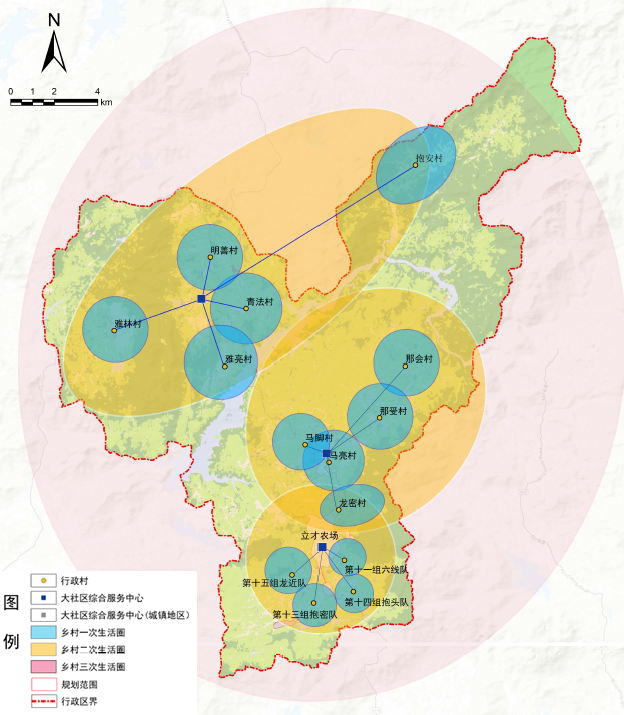 N
0 1 2 4
km
抱安村
明善村
青法村
雅林村
雅亮村
那会村
那受村
马脚村
马亮村
龙密村
立才农场
第十一组六线队
第十五组龙近队
第十四组抱头队
第十三组抱密队
图例
行政村
大社区综合服务中心
大社区综合服务中心(城镇地区)
乡村一次生活圈
乡村二次生活圈
乡村三次生活圈
规划范围
行政区界